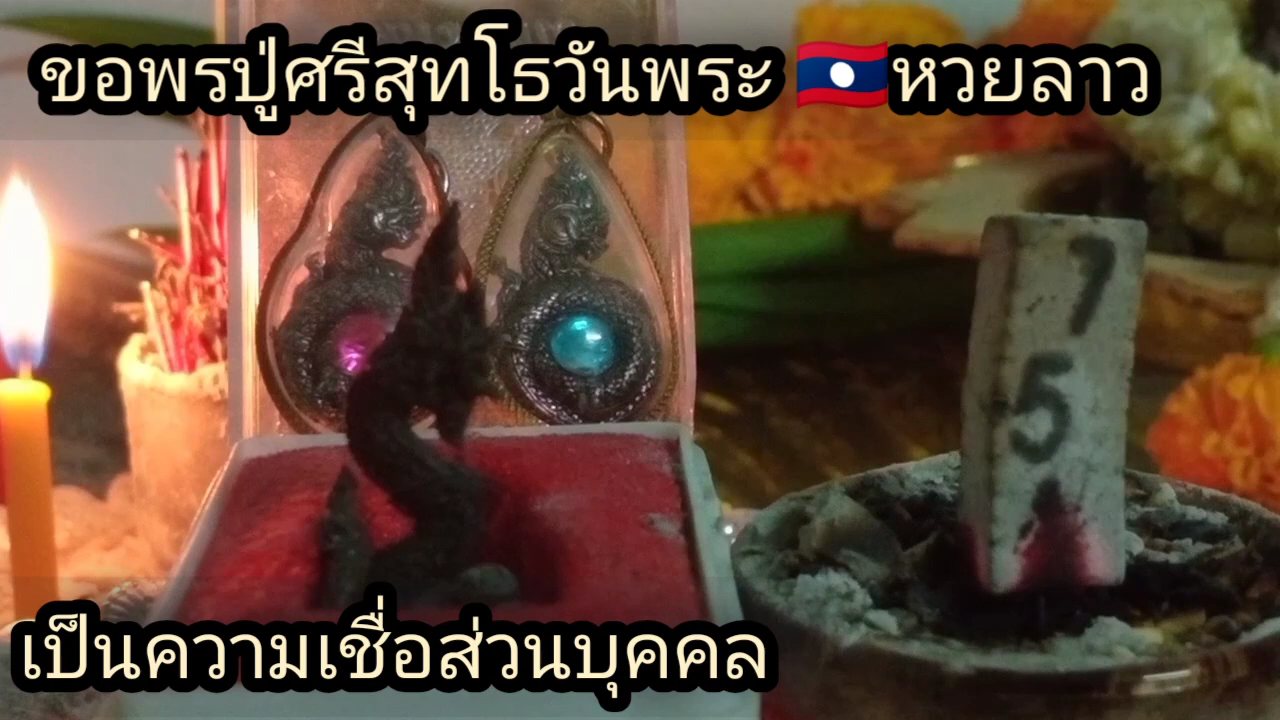 ขอพรปู่ศรีสุทโธวันพระ 🇱🇦หวยลาว
7
5
เป็นความเชื่อส่วนบุคคล